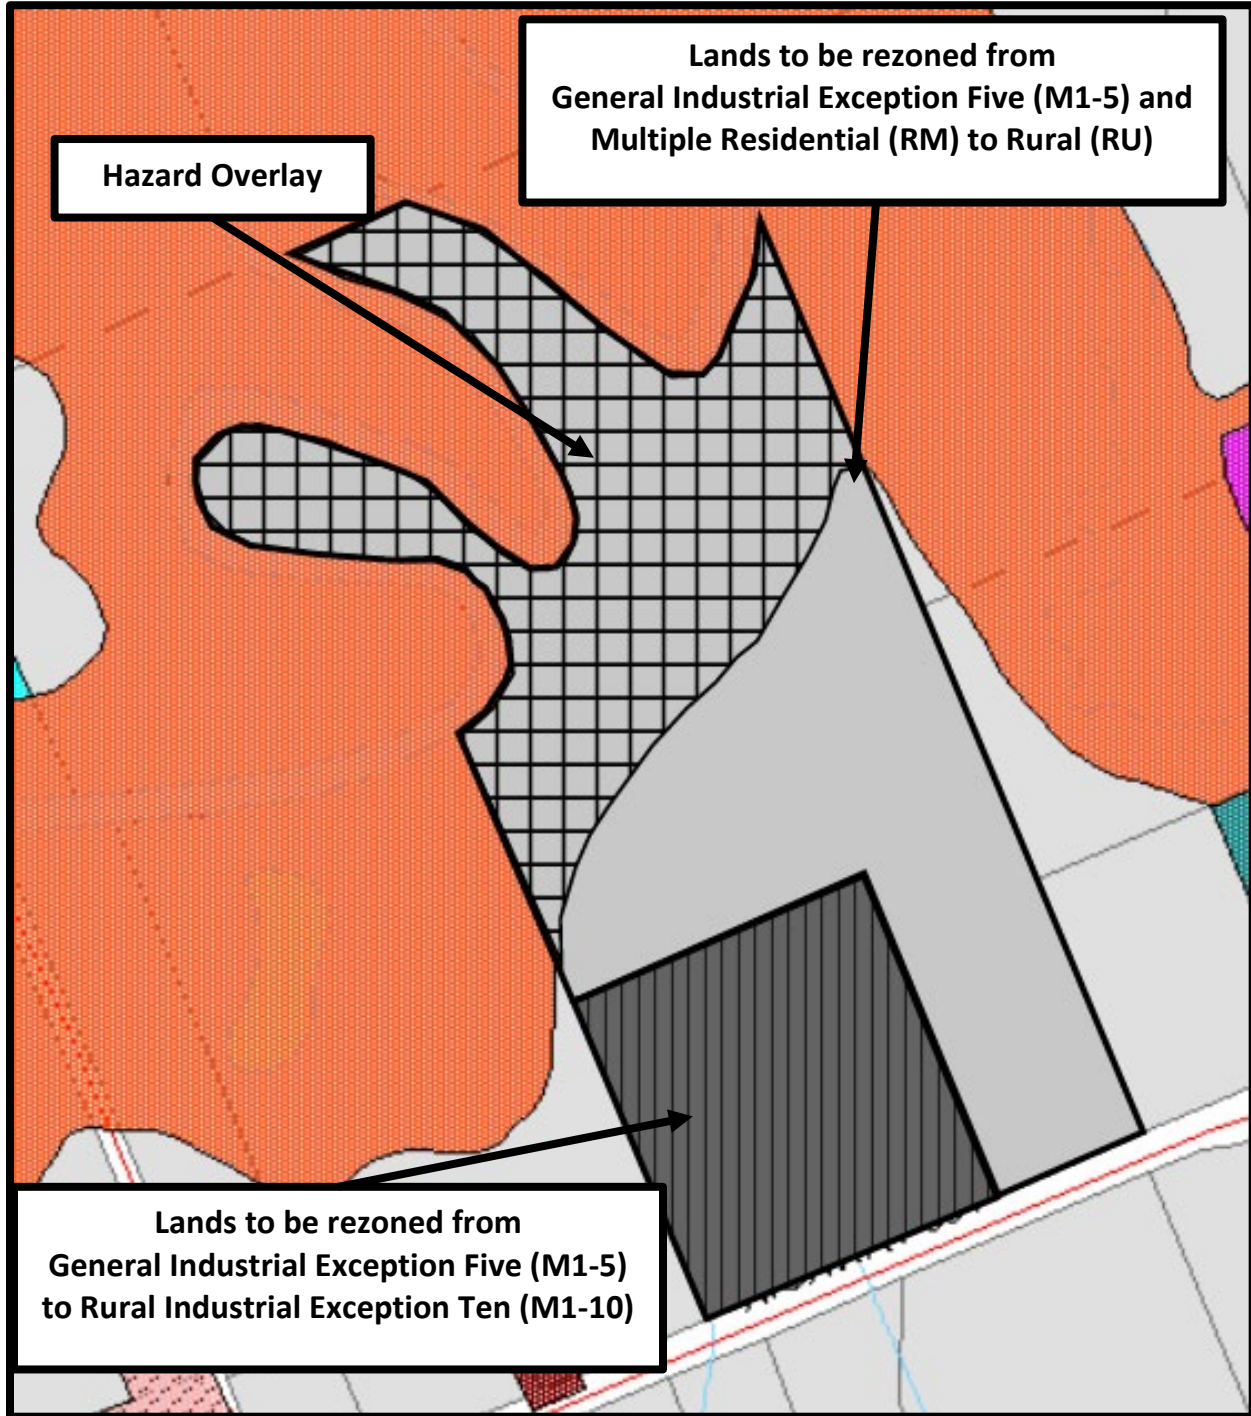 Lands to be rezoned from
General Industrial Exception Five (M1-5) and
Multiple Residential (RM) to Rural (RU)
Hazard Overlay
Lands to be rezoned from
General Industrial Exception Five (M1-5)
to Rural Industrial Exception Ten (M1-10)